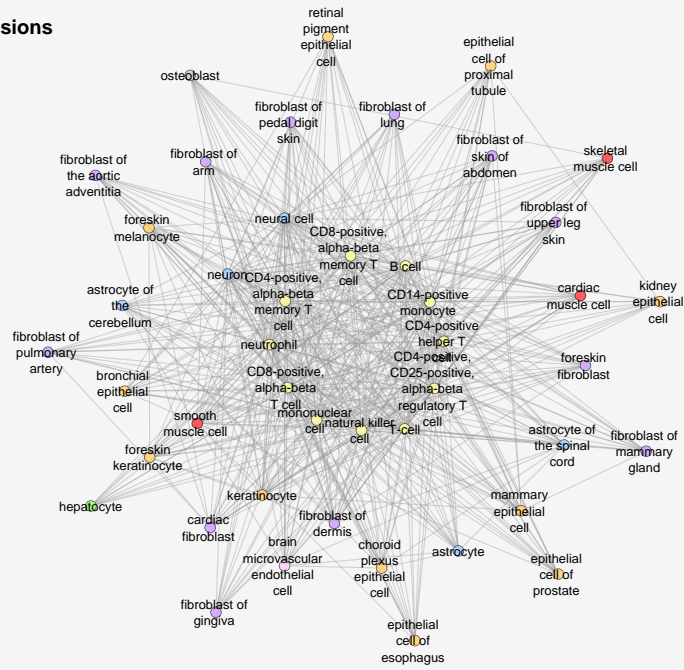 sions
retinal
pigment
epithelial
cell
epithelial
cell of
proximal
tubule
osteoblast
fibroblast of
pedal digit
skin
fibroblast of
lung
fibroblast of
arm
fibroblast of
skin of
abdomen
skeletal
muscle cell
fibroblast of
the aortic
adventitia
foreskin
melanocyte
neural cell
fibroblast of
upper leg
skin
CD8-positive,
alpha-beta
memory T
cell
B cell
neuron
CD4-positive,
alpha-beta
memory T
cell
CD14-positive
monocyte
cardiac
muscle cell
kidney
epithelial
cell
astrocyte of
the
cerebellum
CD4-positive
helper T
cell
neutrophil
fibroblast of
pulmonary
artery
CD4-positive,
CD25-positive,
alpha-beta
regulatory T
cell
foreskin
fibroblast
bronchial
epithelial
cell
CD8-positive,
alpha-beta
T cell
smooth
muscle cell
mononuclear
cell
natural killer
cell
T-cell
astrocyte of
the spinal
cord
fibroblast of
mammary
gland
foreskin
keratinocyte
hepatocyte
keratinocyte
mammary
epithelial
cell
cardiac
fibroblast
fibroblast of
dermis
brain
microvascular
endothelial
cell
choroid
plexus
epithelial
cell
astrocyte
epithelial
cell of
prostate
fibroblast of
gingiva
epithelial
cell of
esophagus